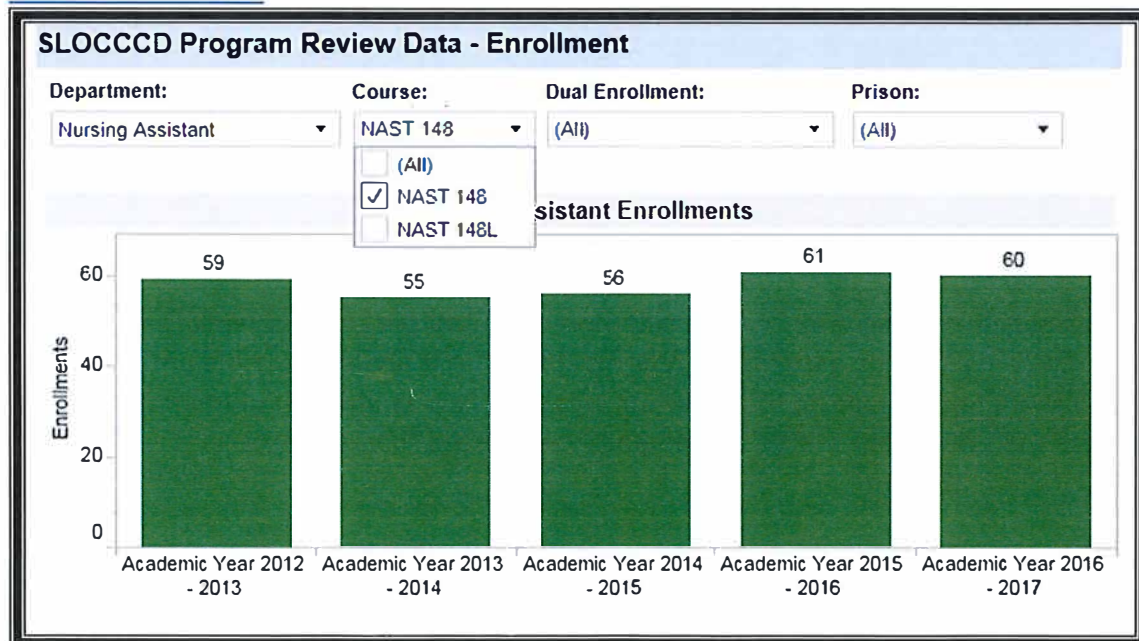 SLOCCCD Program Review Data - Enrollment
Department: Course: Dual Enrollment: Prison:
Nursing Assistant NAST 148 (All) (All)
(All)
NAST 148
NAST 148L
sistant Enrollments
Enrollments
60
40
20
0
59
55
56
61
60
Academic Year 2012 - 2013
Academic Year 2013 - 2014
Academic Year 2014 - 2015
Academic Year 2015 - 2016
Academic Year 2016 - 2017